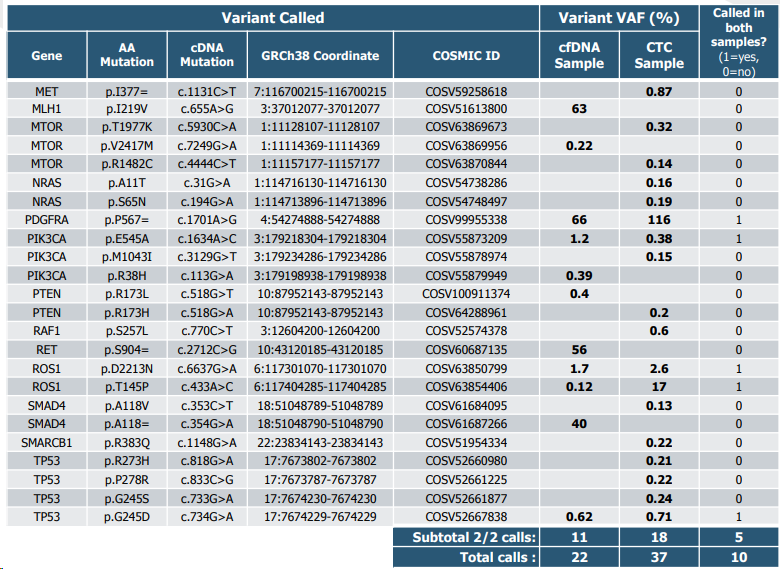 Variant Called Variant VAF (%) Called in both samples? (1=yes, 0=no)
Gene AA Mutation cDNA Mutation GRCh38 Coordinate COSMIC ID cfDNA Sample CTC Sample
MET p.I377= c.1131C>T 7:116700215-116700215 COSV59258618 0.87 0
MLH1 p.I219V c.655A>G 3:37012077-37012077 COSV51613800 63 0
MTOR p.T1977K c.5930C>A 1:11128107-11128107 COSV63869673 0.32 0
MTOR p.V2417M c.7249G>A 1:11114369-11114369 COSV63869956 0.22 0
MTOR p.R1482C c.4444C>T 1:11157177-11157177 COSV63870844 0.14 0
NRAS p.A11T c.31G>A 1:114716130-114716130 COSV54738286 0.16 0
NRAS p.S65N c.194G>A 1:114713896-114713896 COSV54748497 0.19 0
PDGFRA p.P567= c.1701A>G 4:54274888-54274888 COSV99955338 66 116 1
PIK3CA p.E545A c.1634A>C 3:179218304-179218304 COSV55873209 1.2 0.38 1
PIK3CA p.M1043I c.3129G>T 3:179234286-179234286 COSV55878974 0.15 0
PIK3CA p.R38H c.113G>A 3:179198938-179198938 COSV55879949 0.39 0
PTEN p.R173L c.518G>T 10:87952143-87952143 COSV100911374 0.4 0
PTEN p.R173H c.518G>A 10:87952143-87952143 COSV64288961 0.2 0
RAF1 p.S257L c.770C>T 3:12604200-12604200 COSV52574378 0.6 0
RET p.S904= c.2712C>G 10:43120185-43120185 COSV60687135 56 0
ROS1 p.D2213N c.6637G>A 6:117301070-117301070 COSV63850799 1.7 2.6 1
ROS1 p.T145P c.433A>C 6:117404285-117404285 COSV63854406 0.12 17 1
SMAD4 p.A118V c.353C>T 18:51048789-51048789 COSV61684095 0.13 0
SMAD4 p.A118= c.354G>A 18:51048790-51048790 COSV61687266 40 0
SMARCB1 p.R383Q c.1148G>A 22:23834143-23834143 COSV51954334 0.22 0
TP53 p.R273H c.818G>A 17:7673802-7673802 COSV52660980 0.21 0
TP53 p.P278R c.833C>G 17:7673787-7673787 COSV52661225 0.22 0
TP53 p.G245S c.733G>A 17:7674230-7674230 COSV52661877 0.24 0
TP53 p.G245D c.734G>A 17:7674229-7674229 COSV52667838 0.62 0.71 1
Subtotal 2/2 calls: 11 18 5
Total calls : 22 37 10